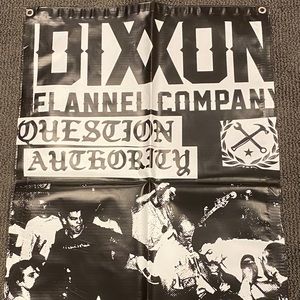 DIXXON
FLANNEL COMPANY
QUESTION
AUTHORITY